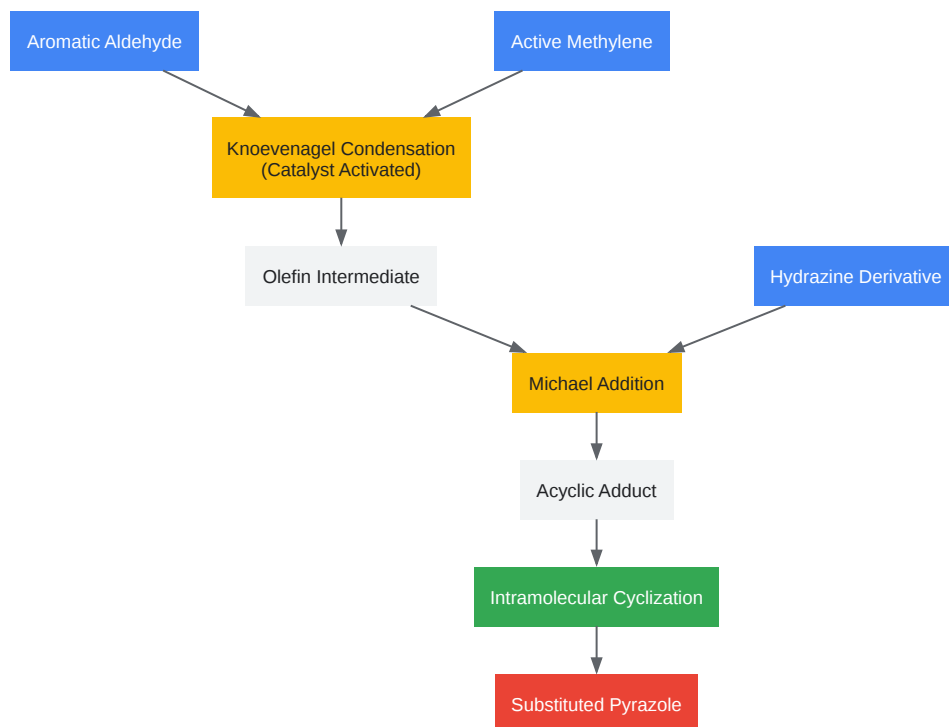 Aromatic Aldehyde
Active Methylene
Knoevenagel Condensation
(Catalyst Activated)
Olefin Intermediate
Hydrazine Derivative
Michael Addition
Acyclic Adduct
Intramolecular Cyclization
Substituted Pyrazole